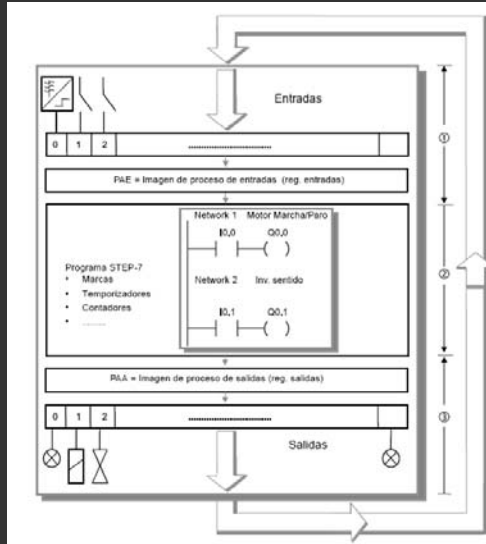 Entradas
①
0 1 2 ............................
PAE = Imagen de proceso de entradas (reg. entradas)
Network 1 Motor Marcha/Paro
I0,0 Q0,0
②
Programa STEP-7
• Marcas
• Temporizadores
• Contadores
• ........
Network 2 Inv. sentido
I0,1 Q0,1
PAA = Imagen de proceso de salidas (reg. salidas)
0 1 2 ............................
③
Salidas